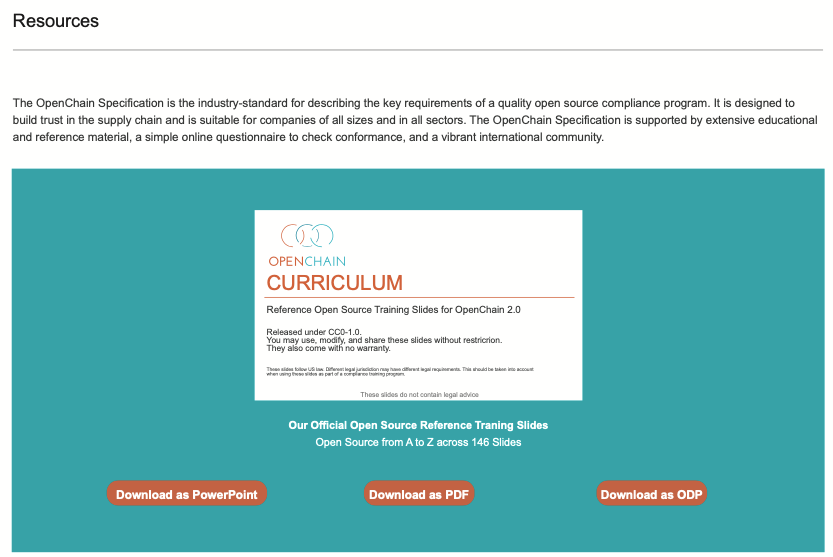 Resources
The OpenChain Specification is the industry-standard for describing the key requirements of a quality open source compliance program. It is designed to
build trust in the supply chain and is suitable for companies of all sizes and in all sectors. The OpenChain Specification is supported by extensive educational
and reference material, a simple online questionnaire to check conformance, and a vibrant international community.
OPENCHAIN
CURRICULUM
Reference Open Source Training Slides for OpenChain 2.0
Released under CC0-1.0.
You may use, modify, and share these slides without restricrion.
They also come with no warranty.
These slides follow US law. Different legal jurisdiction may have different legal requirements. This should be taken into account
when using these slides as part of a compliance training program.
These slides do not contain legal advice
Our Official Open Source Reference Traning Slides
Open Source from A to Z across 146 Slides
Download as PowerPoint
Download as PDF
Download as ODP